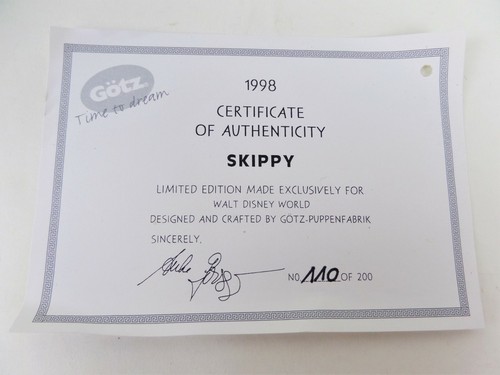 Götz
Time to dream
1998
CERTIFICATE
OF AUTHENTICITY
SKIPPY
LIMITED EDITION MADE EXCLUSIVELY FOR
WALT DISNEY WORLD
DESIGNED AND CRAFTED BY GÖTZ-PUPPENFABRIK
SINCERELY,
NO 110 OF 200